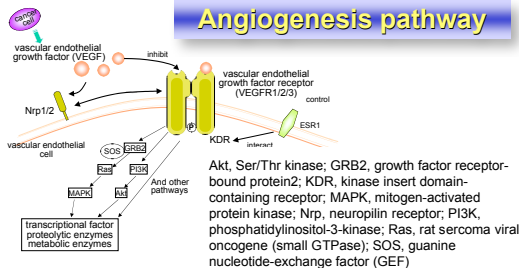 Angiogenesis pathway
cancer
cell
vascular endothelial
growth factor (VEGF)
inhibit
vascular endothelial
growth factor receptor
(VEGFR1/2/3)
Nrp1/2
control
ESR1
P
KDR
interact
vascular endothelial
cell
SOS
GRB2
Ras
PI3K
MAPK
Akt
And other
pathways
transcriptional factor
proteolytic enzymes
metabolic enzymes
Akt, Ser/Thr kinase; GRB2, growth factor receptor-
bound protein2; KDR, kinase insert domain-
containing receptor; MAPK, mitogen-activated
protein kinase; Nrp, neuropilin receptor; PI3K,
phosphatidylinositol-3-kinase; Ras, rat sercoma viral
oncogene (small GTPase); SOS, guanine
nucleotide-exchange factor (GEF)